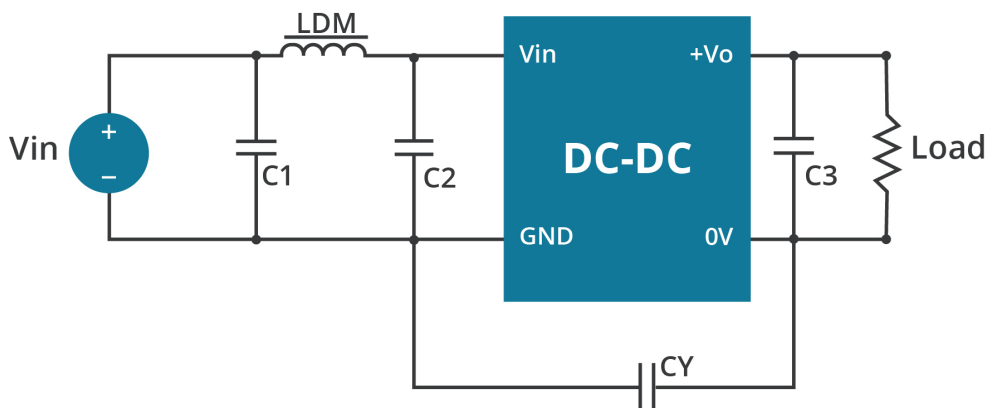 LDM
Vin
+
−
C1
C2
Vin
+Vo
DC-DC
GND
0V
C3
Load
CY